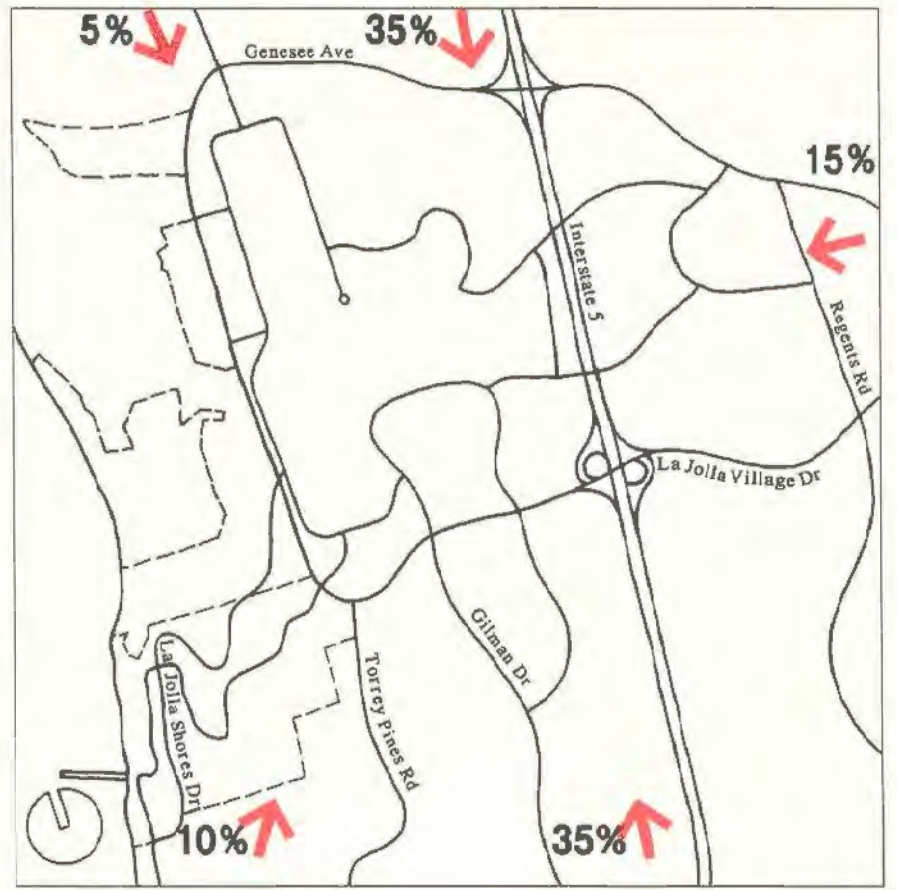 5%
35%
Genesee Ave
15%
Interstate 5
Regents Rd
La Jolla Village Dr
Gilman Dr
La Jolla Shores Dr
Torrey Pines Rd
10%
35%